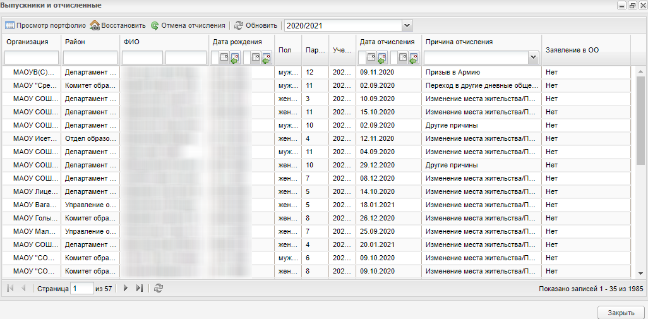 Выпускники и отчисленные
Просмотр портфолио Восстановить Отмена отчисления Обновить 2020/2021
Организация Район ФИО Дата рождения Пол Пар... Уче... Дата отчисления Причина отчисления Заявление в ОО
МАОУВ(С)... Департамент ... муж... 12 202... 09.11.2020 Призыв в Армию Нет
МАОУ "Сре... Комитет обра... муж... 11 202... 02.09.2020 Переход в другие дневные обще... Нет
МАОУ СОШ... Департамент ... жен... 3 202... 10.09.2020 Изменение места жительства/П... Нет
МАОУ СОШ... Департамент ... жен... 11 202... 15.10.2020 Изменение места жительства/П... Нет
МАОУ СОШ... Департамент ... муж... 10 202... 02.09.2020 Другие причины Нет
МАОУ Исет... Отдел образо... жен... 4 202... 12.11.2020 Изменение места жительства/П... Нет
МАОУ СОШ... Департамент ... муж... 11 202... 04.09.2020 Изменение места жительства/П... Нет
МАОУ СОШ... Департамент ... жен... 10 202... 29.12.2020 Другие причины Нет
МАОУ СОШ... Департамент ... жен... 7 202... 08.12.2020 Изменение места жительства/П... Нет
МАОУ Лице... Департамент ... жен... 5 202... 14.10.2020 Изменение места жительства/П... Нет
МАОУ Вага... Управление о... жен... 5 202... 18.01.2021 Изменение места жительства/П... Нет
МАОУ Голы... Комитет обра... жен... 8 202... 26.12.2020 Изменение места жительства/П... Нет
МАОУ Мал... Управление о... жен... 7 202... 25.09.2020 Изменение места жительства/П... Нет
МАОУ СОШ... Департамент ... жен... 4 202... 20.01.2021 Изменение места жительства/П... Нет
МАОУ "СО... Комитет обра... муж... 6 202... 09.10.2020 Изменение места жительства/П... Нет
МАОУ "СО... Комитет обра... жен... 8 202... 09.10.2020 Изменение места жительства/П... Нет
Страница 1 из 57 Показано записей 1 - 35 из 1985
Закрыть